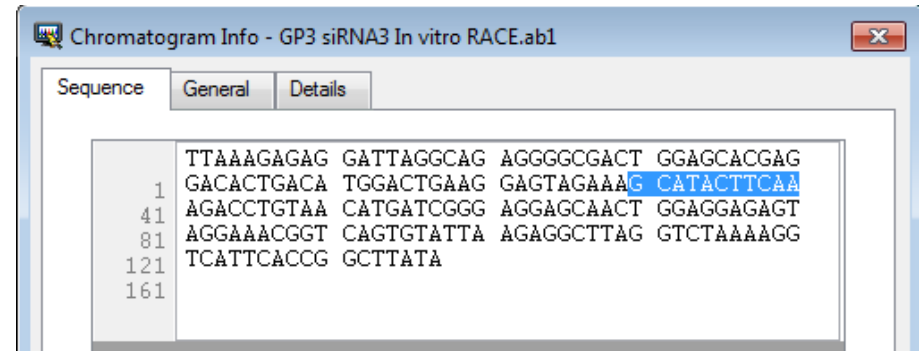 Chromatogram Info - GP3 siRNA3 In vitro RACE.ab1
Sequence General Details
TTAAAGAGAG GATTAGGCAG AGGGGCGACT GGAGCACGAG
1 GACACTGACA TGGACTGAAG GAGTAGAAAG CATACTTCAA
41 AGACCTGTAA CATGATCGGG AGGAGCAACT GGAGGAGAGT
81 AGGAAACGGT CAGTGTATTA AGAGGCTTAG GTCTAAAAGG
121 TCATTCACCG GCTTATA
161